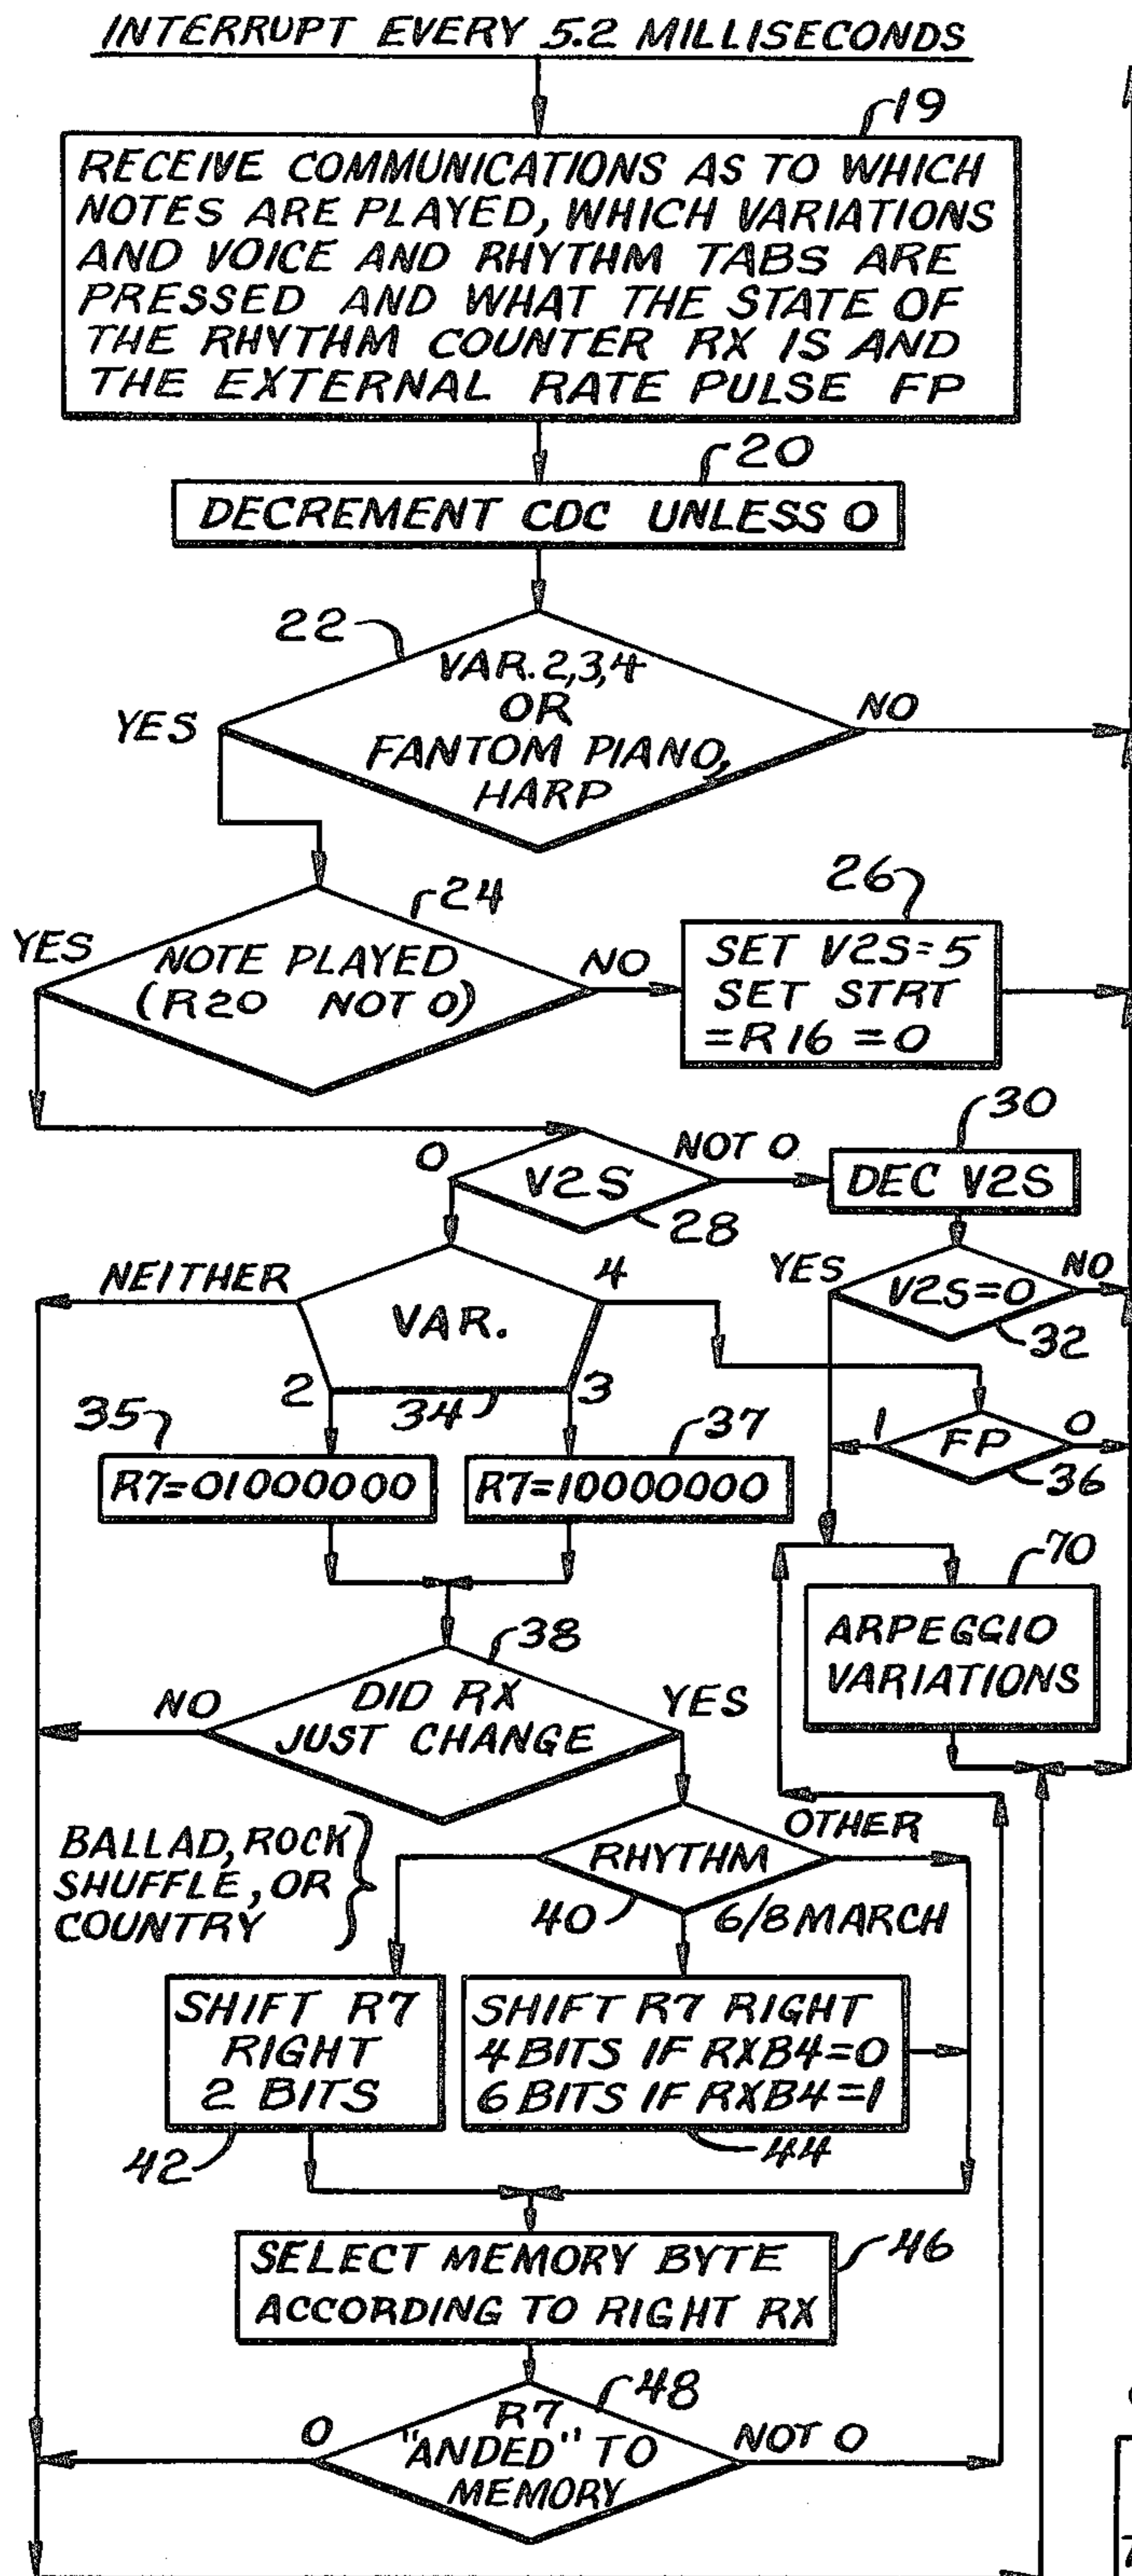 INTERRUPT EVERY 5.2 MILLISECONDS
19
RECEIVE COMMUNICATIONS AS TO WHICH
NOTES ARE PLAYED, WHICH VARIATIONS
AND VOICE AND RHYTHM TABS ARE
PRESSED AND WHAT THE STATE OF
THE RHYTHM COUNTER RX IS AND
THE EXTERNAL RATE PULSE FP
20
DECREMENT CDC UNLESS 0
22
VAR. 2,3,4
OR
FANTOM PIANO,
HARP
YES
NO
24
26
YES
NOTE PLAYED
(R20 NOT 0)
NO
SET V2S=5
SET STRT
=R16=0
30
0
V2S
NOT 0
DEC V2S
28
NEITHER
VAR.
4
YES
V2S=0
NO
32
2
34
3
35
37
1
FP
0
36
R7=01000000
R7=10000000
70
ARPEGGIO
VARIATIONS
38
NO
DID RX
JUST CHANGE
YES
BALLAD, ROCK
SHUFFLE, OR
COUNTRY
RHYTHM
OTHER
40
6/8 MARCH
SHIFT R7
RIGHT
2 BITS
SHIFT R7 RIGHT
4 BITS IF RXB4=0
6 BITS IF RXB4=1
42
44
46
SELECT MEMORY BYTE
ACCORDING TO RIGHT RX
48
0
R7
"ANDED" TO
MEMORY
NOT 0